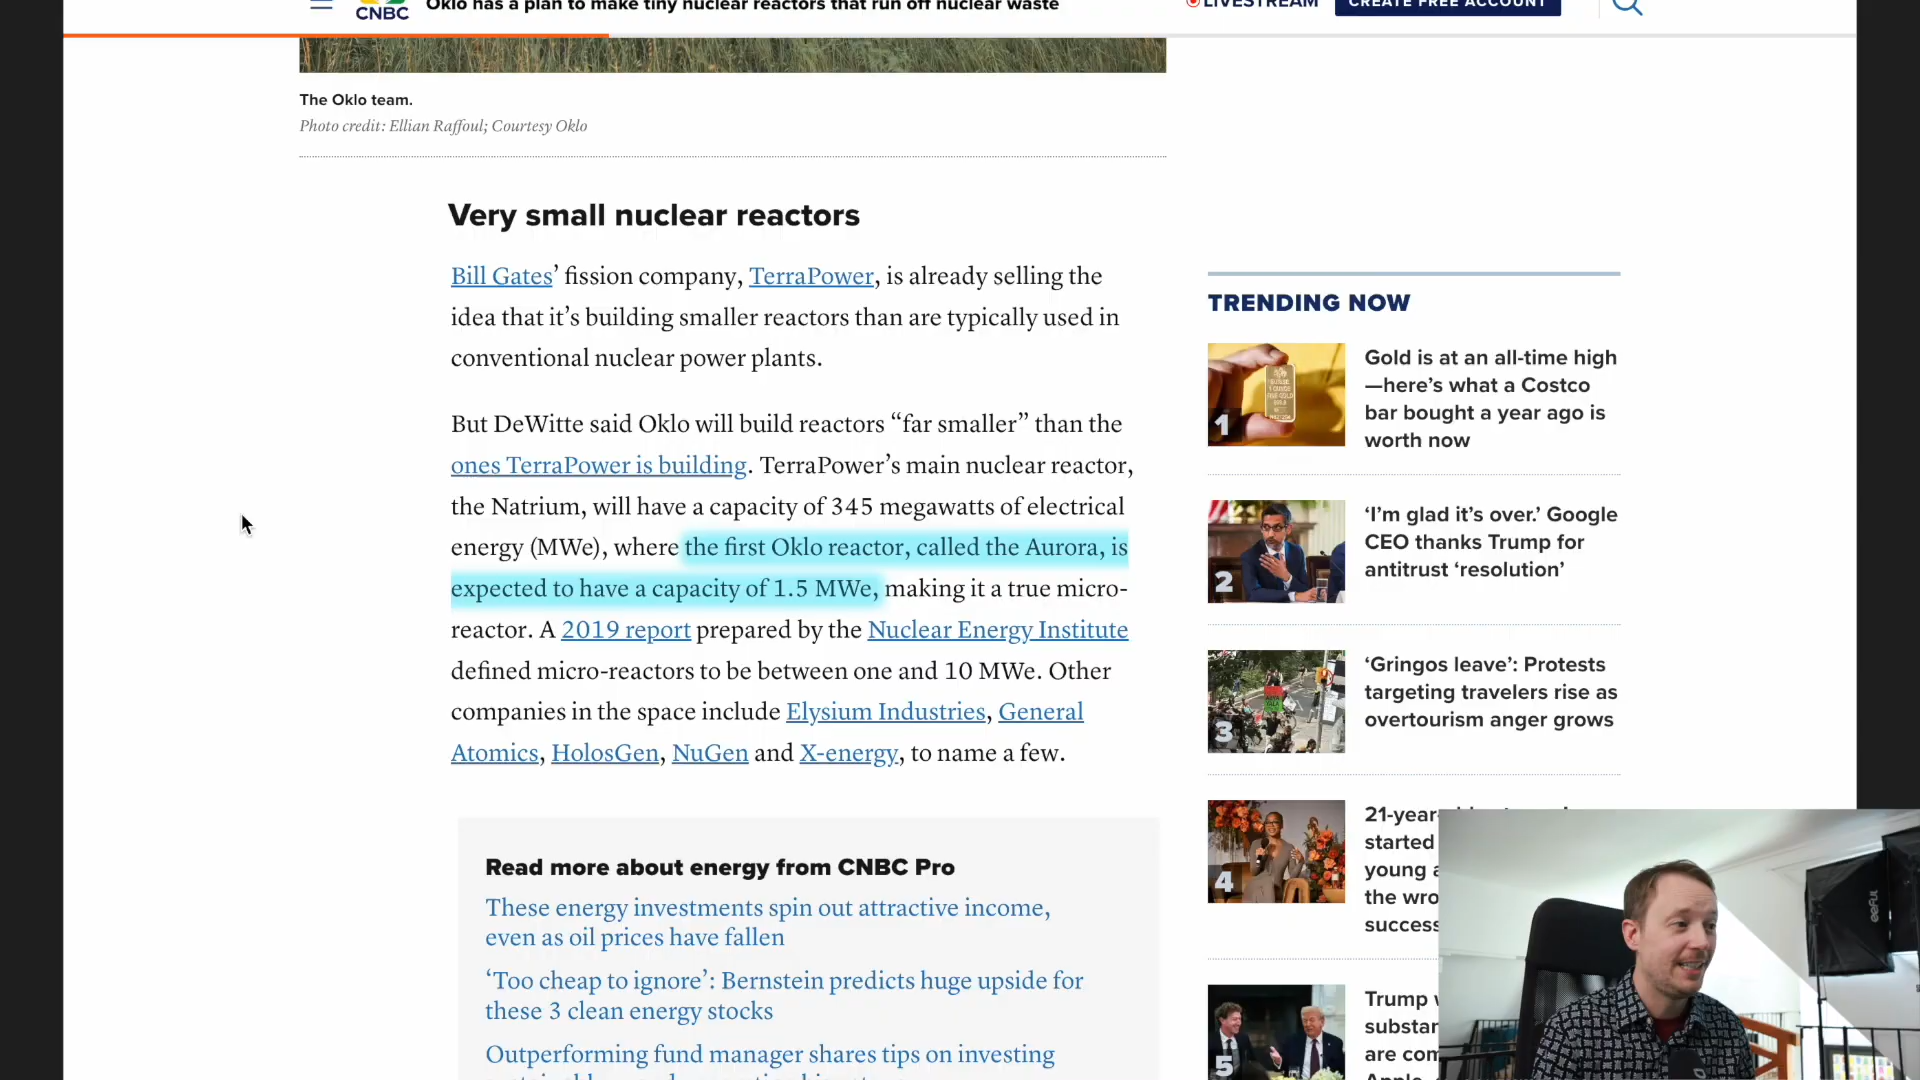 CNBC
Oklo has a plan to make tiny nuclear reactors that run off nuclear waste
LIVESTREAM
CREATE FREE ACCOUNT
The Oklo team.
Photo credit: Ellian Raffoul; Courtesy Oklo
Very small nuclear reactors
Bill Gates’ fission company, TerraPower, is already selling the
idea that it’s building smaller reactors than are typically used in
conventional nuclear power plants.
But DeWitte said Oklo will build reactors “far smaller” than the
ones TerraPower is building. TerraPower’s main nuclear reactor,
the Natrium, will have a capacity of 345 megawatts of electrical
energy (MWe), where the first Oklo reactor, called the Aurora, is
expected to have a capacity of 1.5 MWe, making it a true micro-
reactor. A 2019 report prepared by the Nuclear Energy Institute
defined micro-reactors to be between one and 10 MWe. Other
companies in the space include Elysium Industries, General
Atomics, HolosGen, NuGen and X-energy, to name a few.
Read more about energy from CNBC Pro
These energy investments spin out attractive income,
even as oil prices have fallen
‘Too cheap to ignore’: Bernstein predicts huge upside for
these 3 clean energy stocks
Outperforming fund manager shares tips on investing
TRENDING NOW
1
Gold is at an all-time high
—here’s what a Costco
bar bought a year ago is
worth now
2
‘I’m glad it’s over.’ Google
CEO thanks Trump for
antitrust ‘resolution’
3
‘Gringos leave’: Protests
targeting travelers rise as
overtourism anger grows
4
21-year-
started
young a
the wro
success
5
Trump
substan
are com